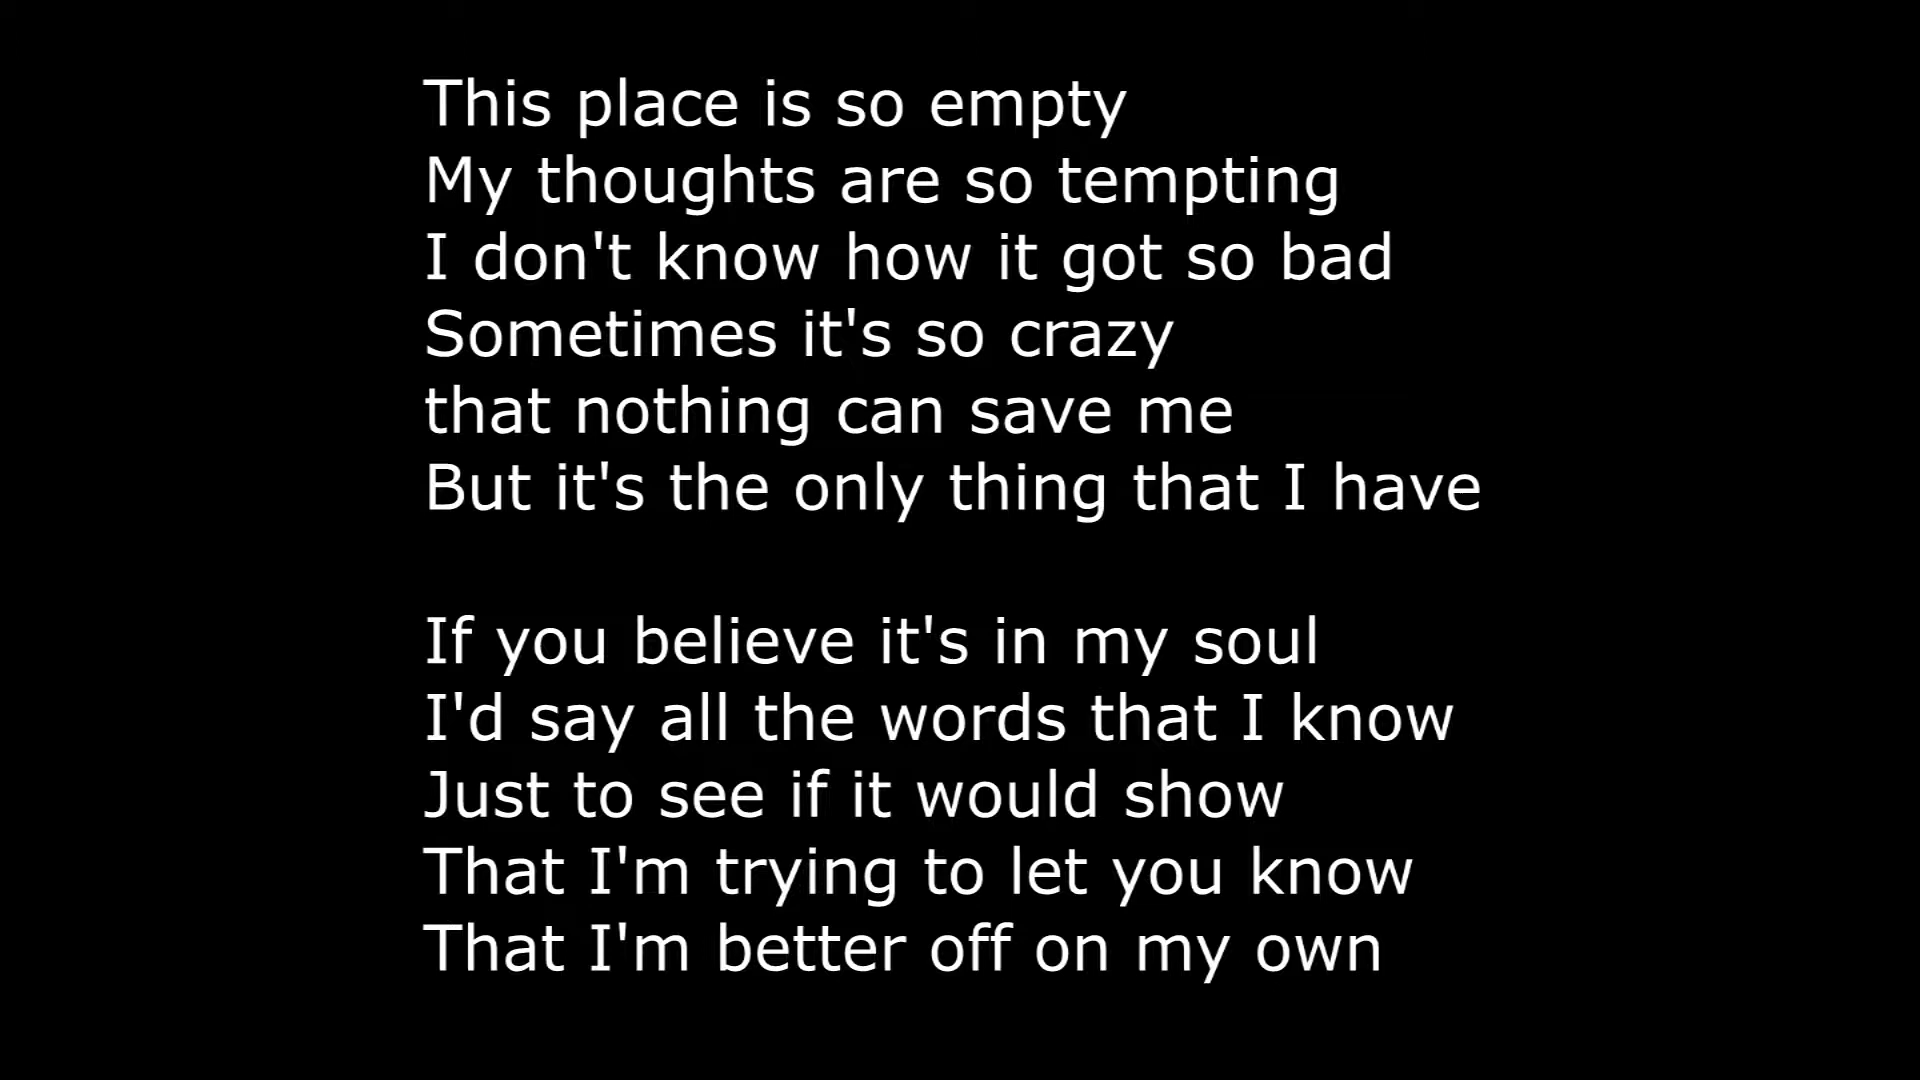 This place is so empty
My thoughts are so tempting
I don't know how it got so bad
Sometimes it's so crazy
that nothing can save me
But it's the only thing that I have
If you believe it's in my soul
I'd say all the words that I know
Just to see if it would show
That I'm trying to let you know
That I'm better off on my own